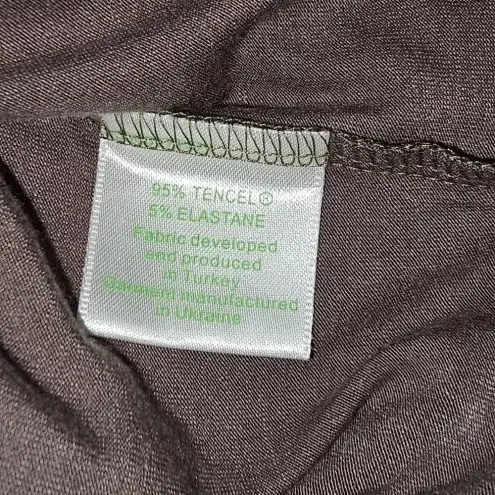 95% TENCEL®
5% ELASTANE
Fabric developed
and produced
in Turkey
Garment manufactured
in Ukraine